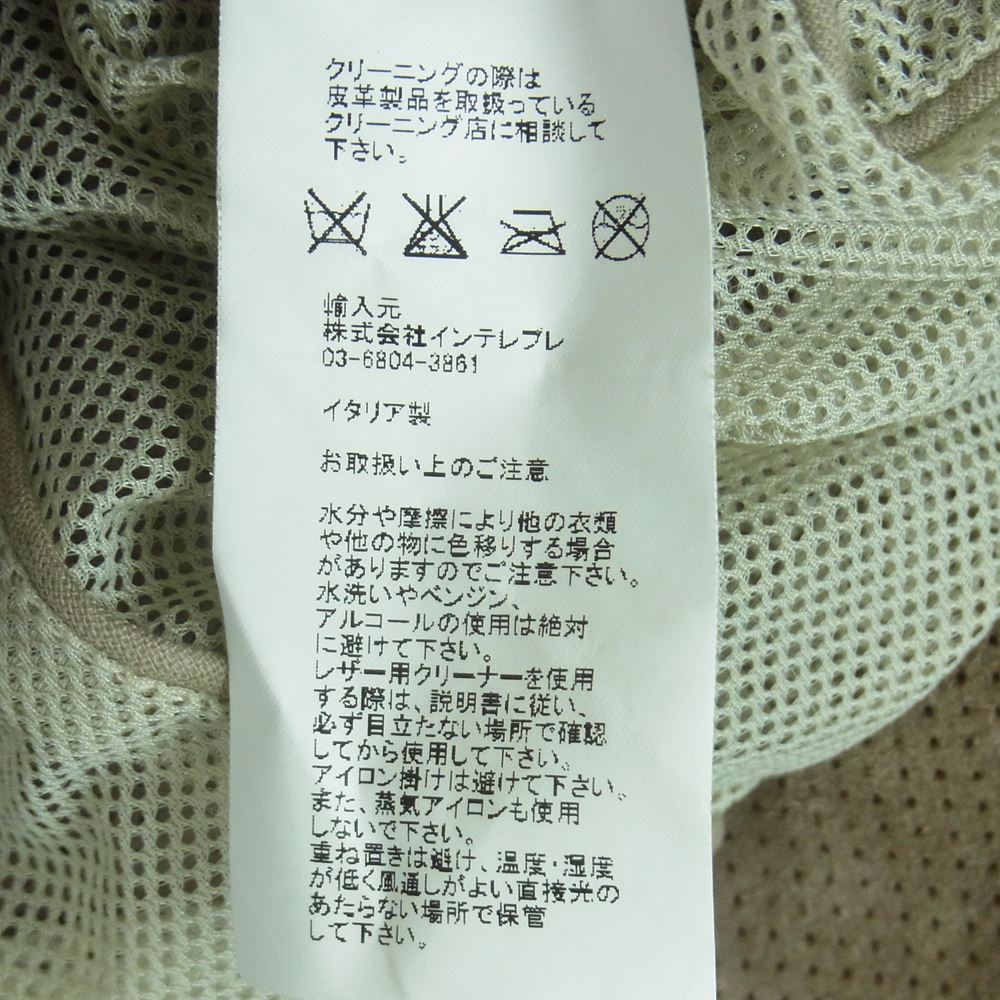 クリーニングの際は
皮革製品を取扱っている
クリーニング店に相談して
下さい。
輸入元
株式会社インテレプレ
03-6804-3861
イタリア製
お取扱い上のご注意
水分や摩擦により他の衣類
や他の物に色移りする場合
がありますのでご注意下さい。
水洗いやベンジン、
アルコールの使用は絶対
に避けて下さい。
レザー用クリーナーを使用
する際は、説明書に従い、
必ず目立たない場所で確認
してから使用して下さい。
アイロン掛けは避けて下さい。
また、蒸気アイロンも使用
しないで下さい。
重ね置きは避け、温度・湿度
が低く風通しがよい直接光の
あたらない場所で保管
して下さい。